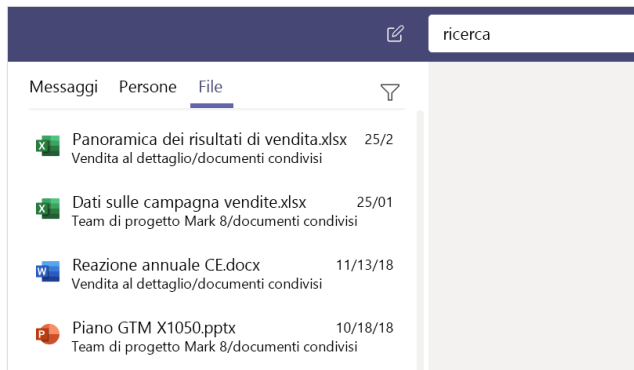 ricerca
Messaggi Persone File
Panoramica dei risultati di vendita.xlsx 25/2
Vendita al dettaglio/documenti condivisi
Dati sulle campagna vendite.xlsx 25/01
Team di progetto Mark 8/documenti condivisi
Reazione annuale CE.docx 11/13/18
Vendita al dettaglio/documenti condivisi
Piano GTM X1050.pptx 10/18/18
Team di progetto Mark 8/documenti condivisi